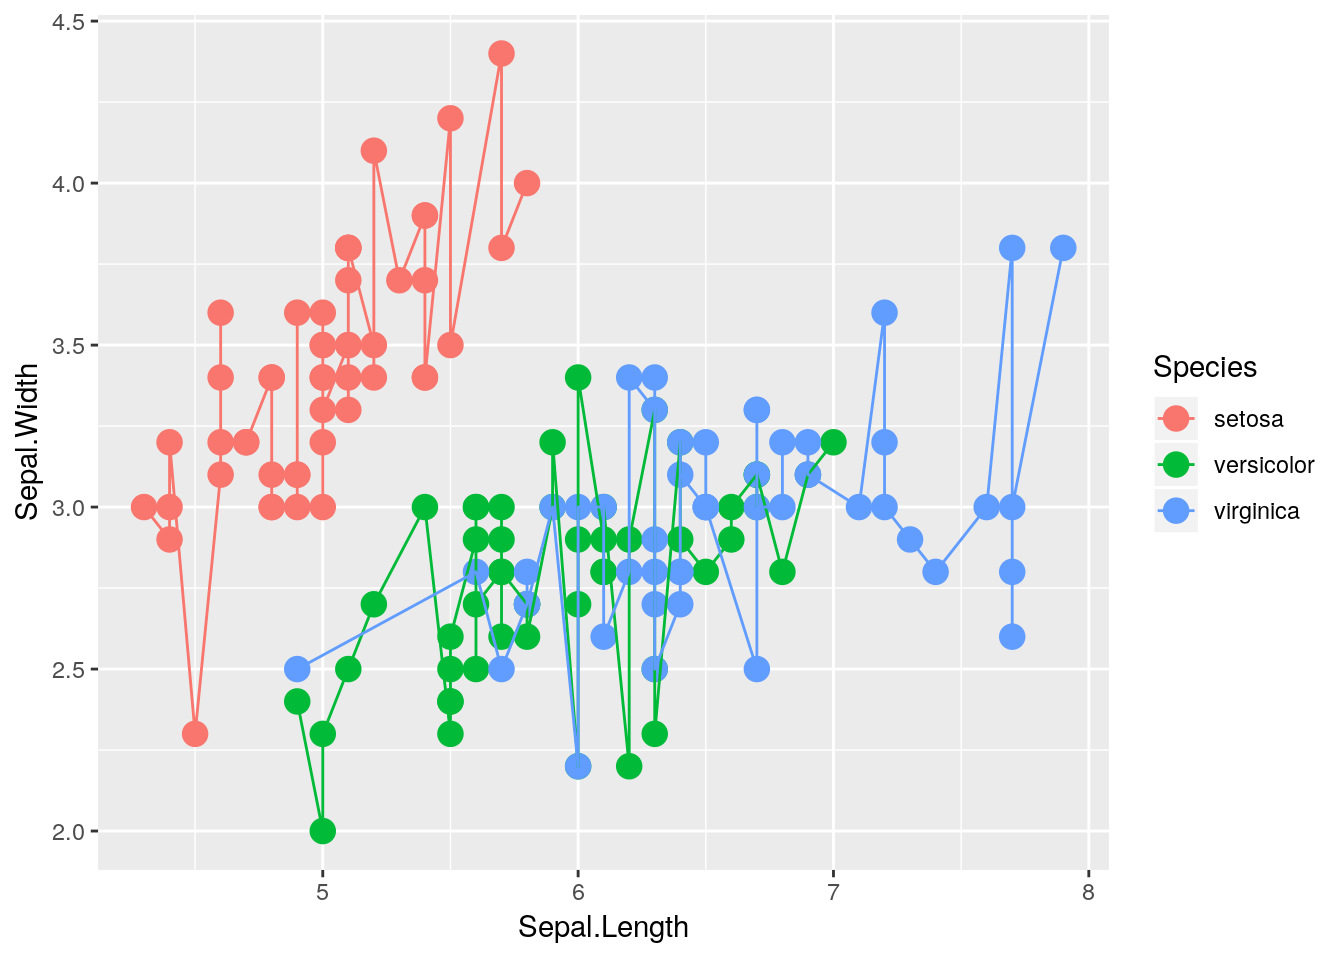 4.5
4.0
3.5
3.0
2.5
2.0
Sepal.Width
5 6 7 8
Sepal.Length
Species
setosa
versicolor
virginica